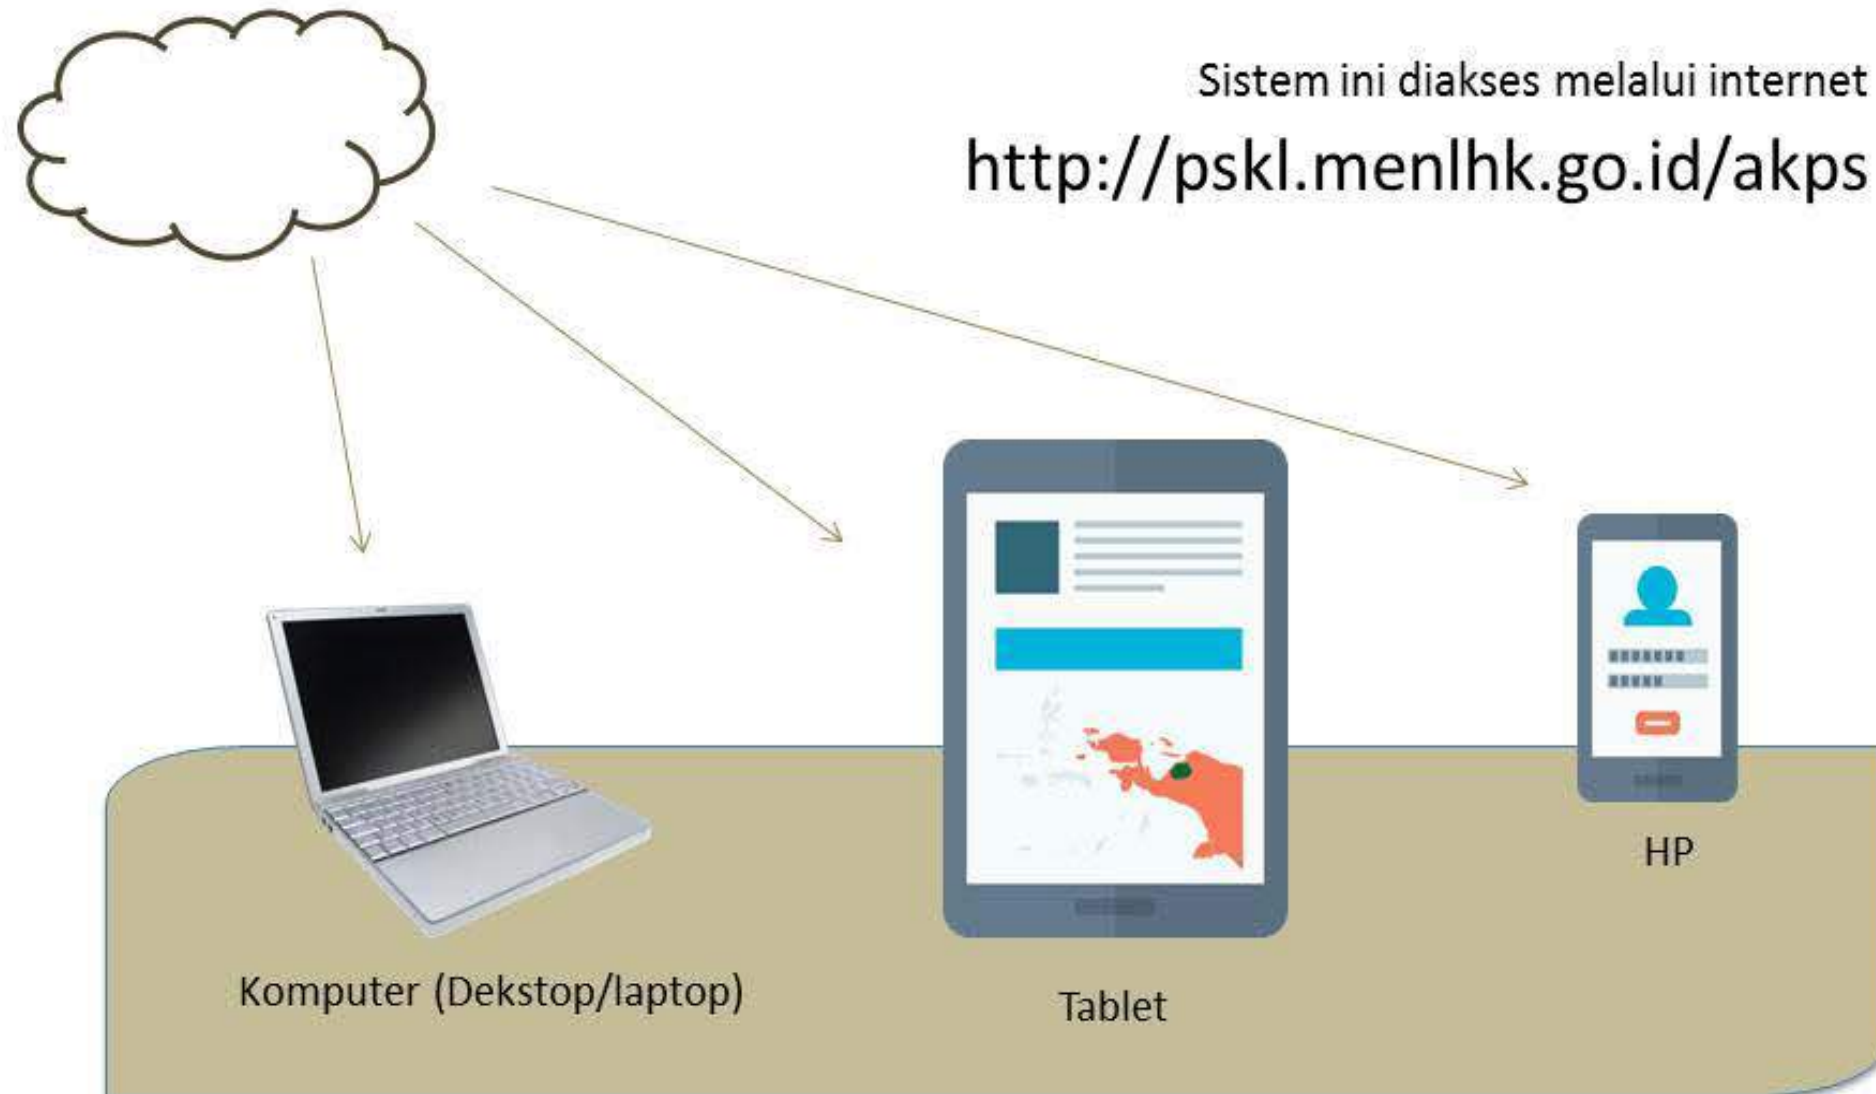 Sistem ini diakses melalui internet
http://pskl.menlhk.go.id/akps
HP
Komputer (Dekstop/laptop)
Tablet